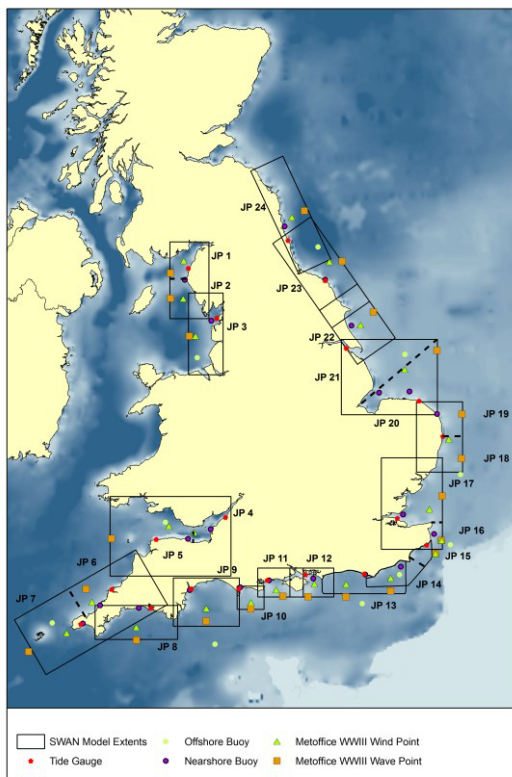 JP 24
JP 1
JP 2
JP 23
JP 3
JP 22
JP 21
JP 19
JP 20
JP 18
JP 17
JP 4
JP 16
JP 5
JP 6
JP 9
JP 11
JP 12
JP 15
JP 14
JP 7
JP 10
JP 13
JP 8
SWAN Model Extents
Offshore Buoy
Metoffice WWIII Wind Point
Tide Gauge
Nearshore Buoy
Metoffice WWIII Wave Point